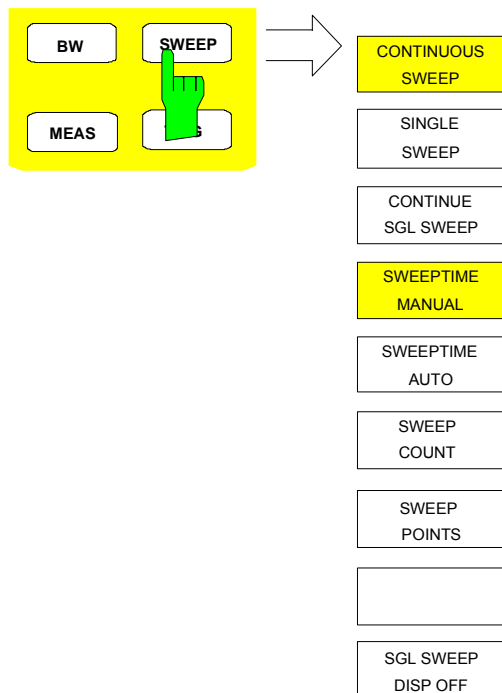 BW
SWEEP
MEAS
CONTINUOUS
SWEEP
SINGLE
SWEEP
CONTINUE
SGL SWEEP
SWEEPTIME
MANUAL
SWEEPTIME
AUTO
SWEEP
COUNT
SWEEP
POINTS
SGL SWEEP
DISP OFF